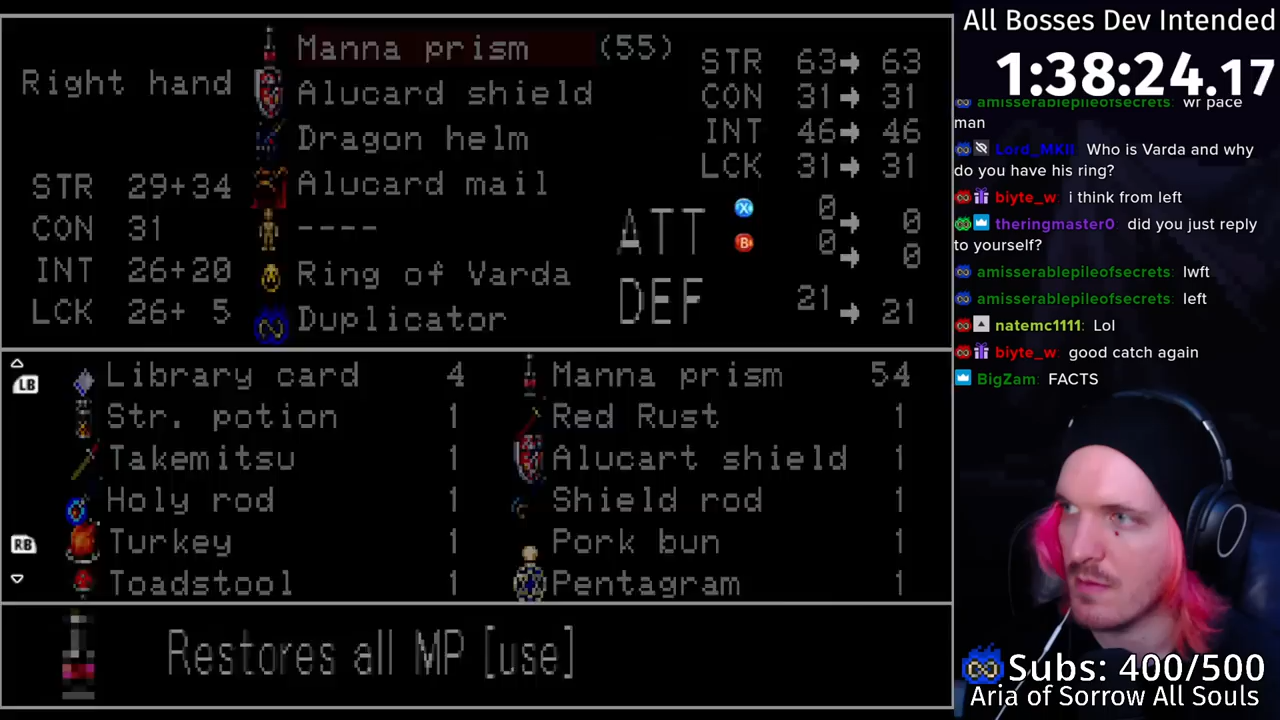 Right hand
Manna prism (55)
Alucard shield
Dragon helm
Alucard mail
----
Ring of Varda
Duplicator
STR 29+34
CON 31
INT 26+20
LCK 26+ 5
STR 63 63
CON 31 31
INT 46 46
LCK 31 31
ATT X 0 0
B 0 0
DEF 21 21
LB
Library card 4 Manna prism 54
Str. potion 1 Red Rust 1
Takemitsu 1 Alucart shield 1
Holy rod 1 Shield rod 1
RB
Turkey 1 Pork bun 1
Toadstool 1 Pentagram 1
Restores all MP [use]
All Bosses Dev Intended
1:38:24.17
amisserablepileofsecrets: wr pace
man
Lord_MKII Who is Varda and why
do you have his ring?
biyte_w: i think from left
theringmaster0 did you just reply
to yourself?
amisserablepileofsecrets: lwft
amisserablepileofsecrets: left
natemc1111: Lol
biyte_w: good catch again
BigZam: FACTS
Subs: 400/500
Aria of Sorrow All Souls